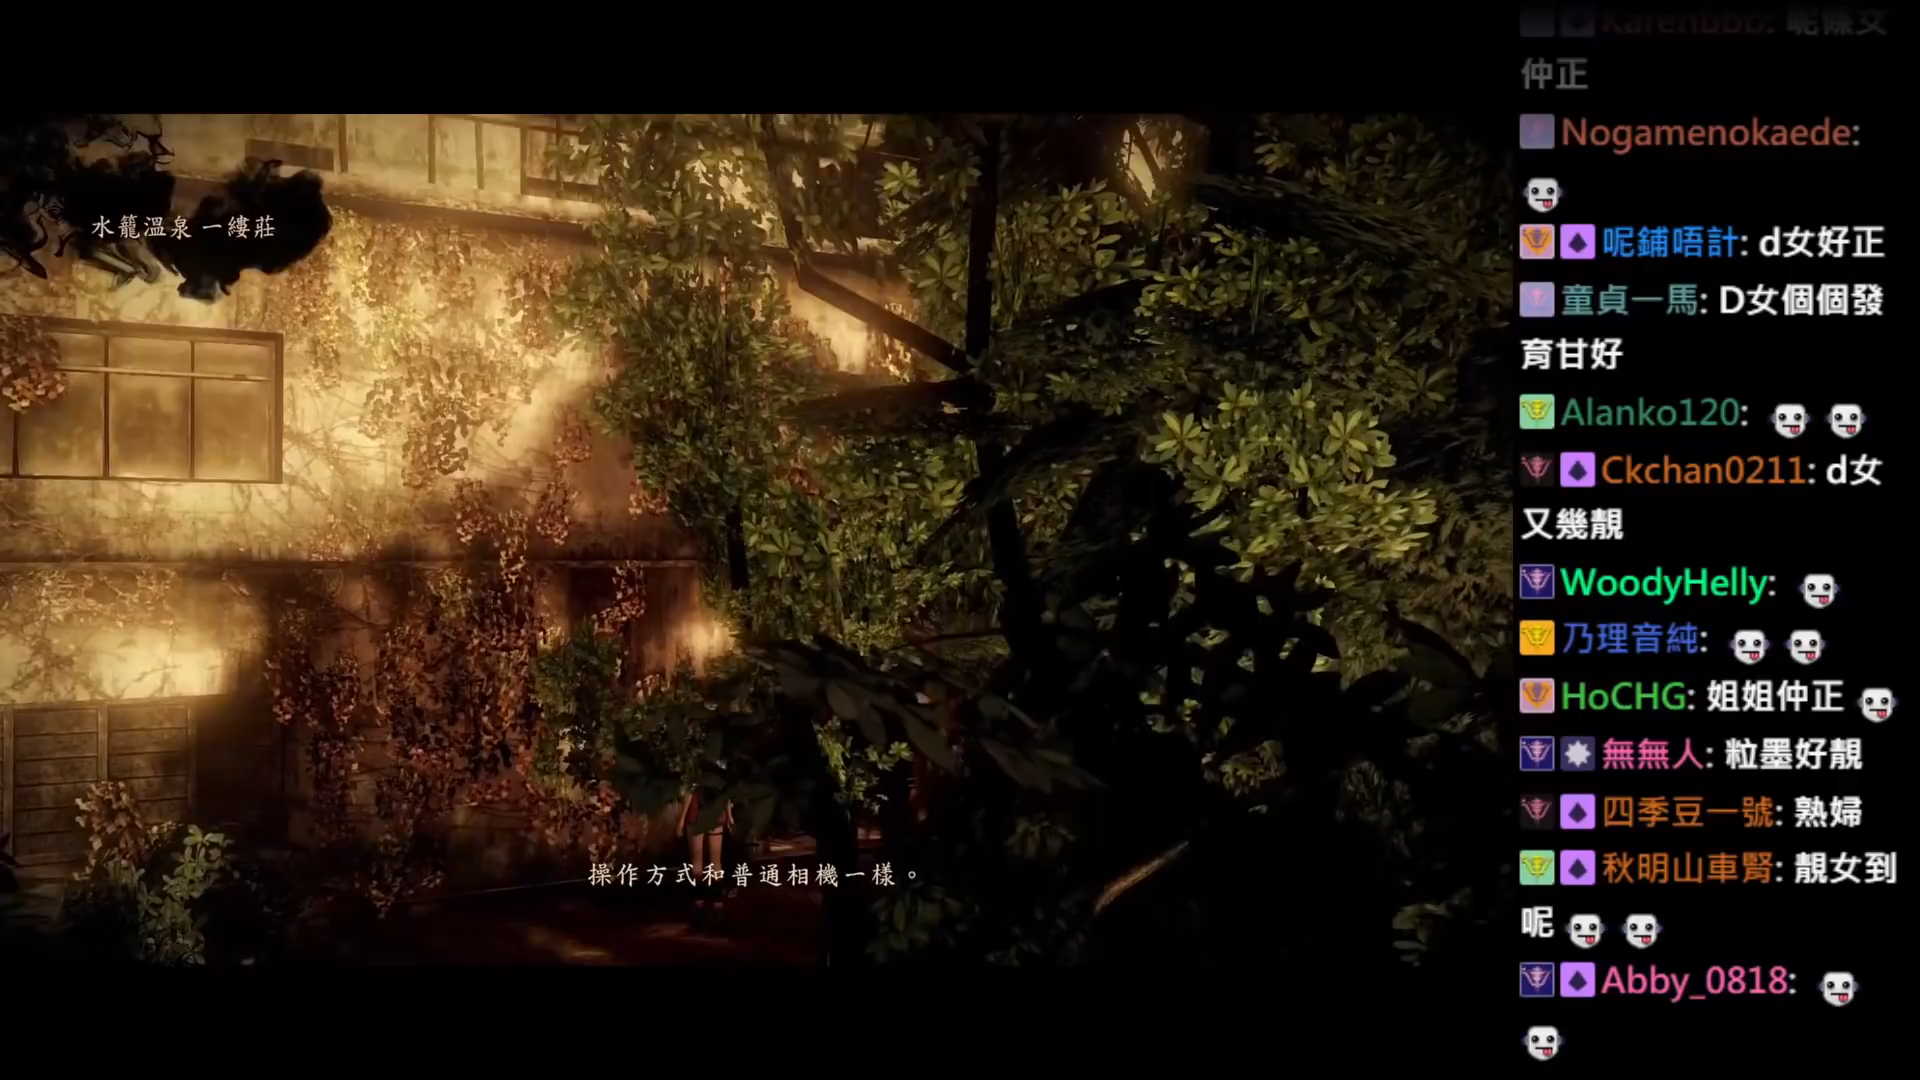 水籠溫泉 一縷莊
操作方式和普通相機一樣。
Karenbbb: 呢條女
仲正
Nogamenokaede:
呢鋪唔計: d女好正
童貞一馬: D女個個發
育甘好
Alanko120:
Ckchan0211: d女
又幾靚
WoodyHelly:
乃理音純:
HoCHG: 姐姐仲正
無無人: 粒墨好靚
四季豆一號: 熟婦
秋明山車腎: 靚女到
呢
Abby_0818: